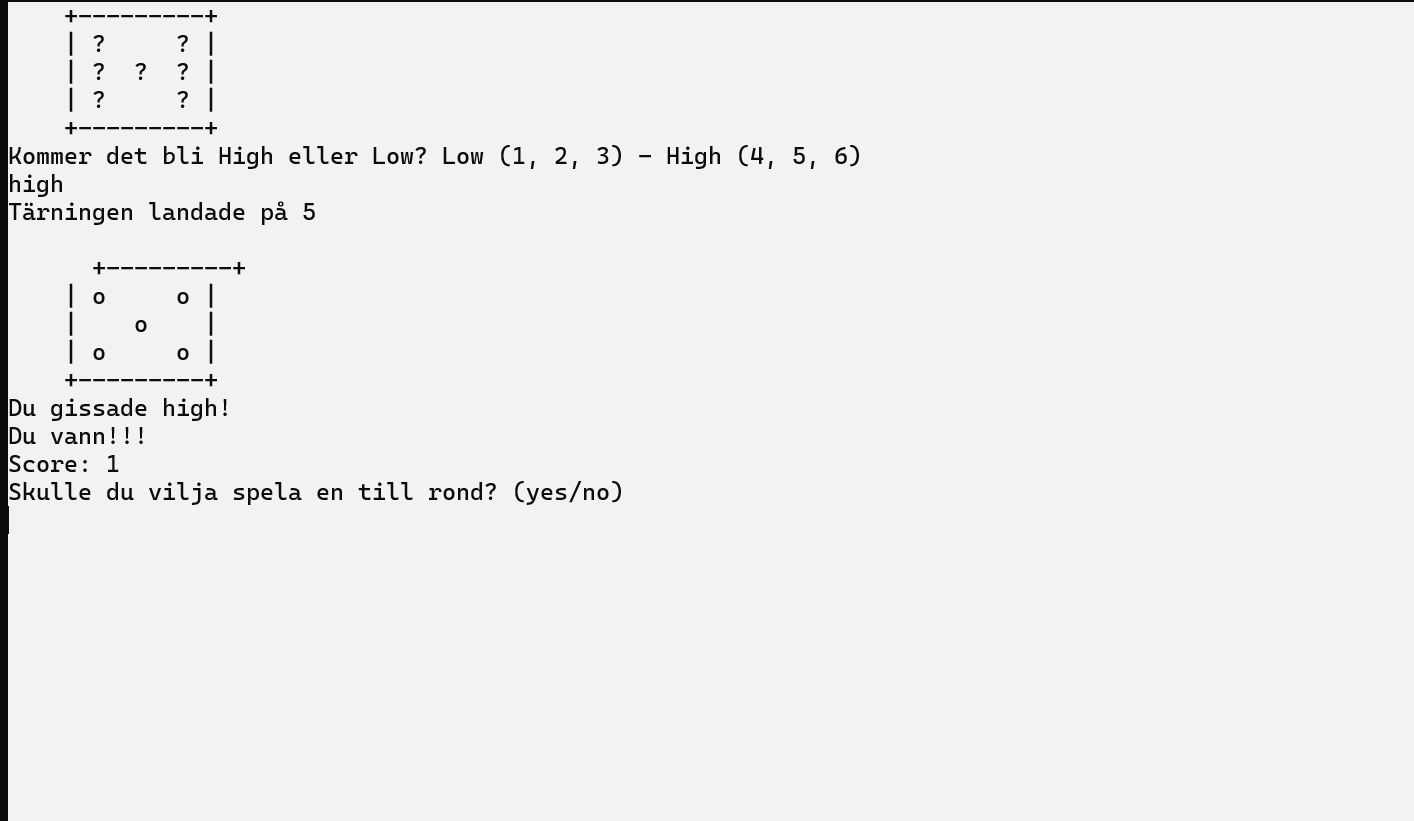 +---------+
    | ?     ? |
    | ?  ?  ? |
    | ?     ? |
    +---------+
Kommer det bli High eller Low? Low (1, 2, 3) - High (4, 5, 6)
high
Tärningen landade på 5

      +---------+
    | o     o |
    |    o    |
    | o     o |
    +---------+
Du gissade high!
Du vann!!!
Score: 1
Skulle du vilja spela en till rond? (yes/no)